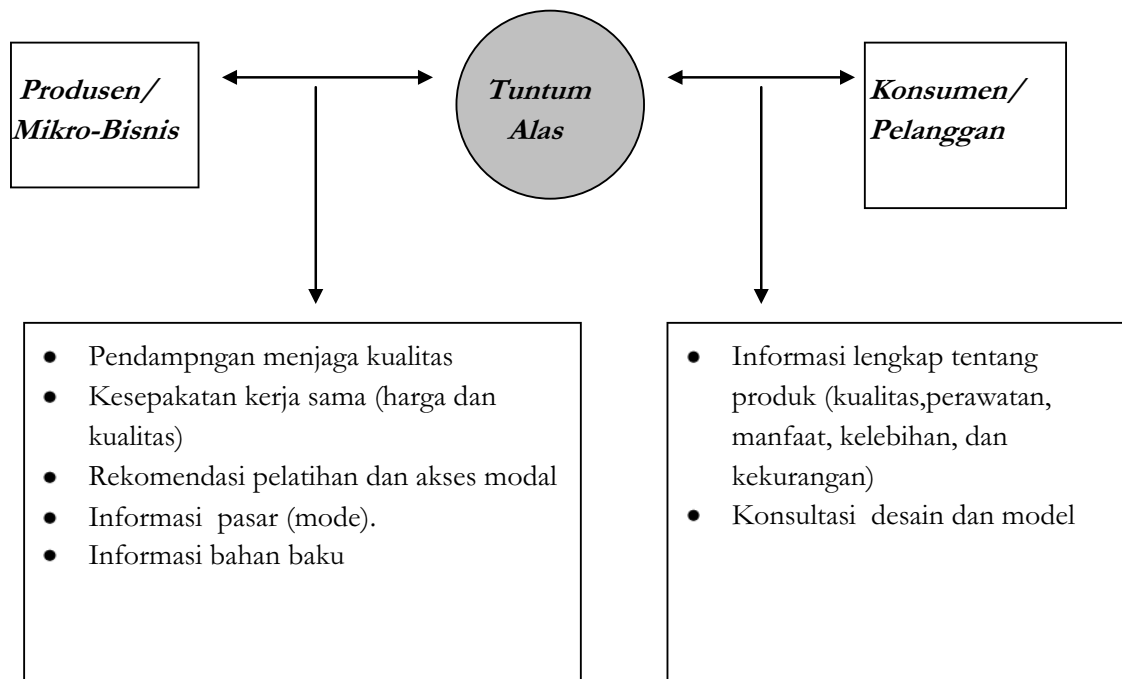 Produsen/
Mikro-Bisnis
Tuntum
Alas
Konsumen/
Pelanggan
• Pendampngan menjaga kualitas
• Kesepakatan kerja sama (harga dan
kualitas)
• Rekomendasi pelatihan dan akses modal
• Informasi pasar (mode).
• Informasi bahan baku
• Informasi lengkap tentang
produk (kualitas,perawatan,
manfaat, kelebihan, dan
kekurangan)
• Konsultasi desain dan model